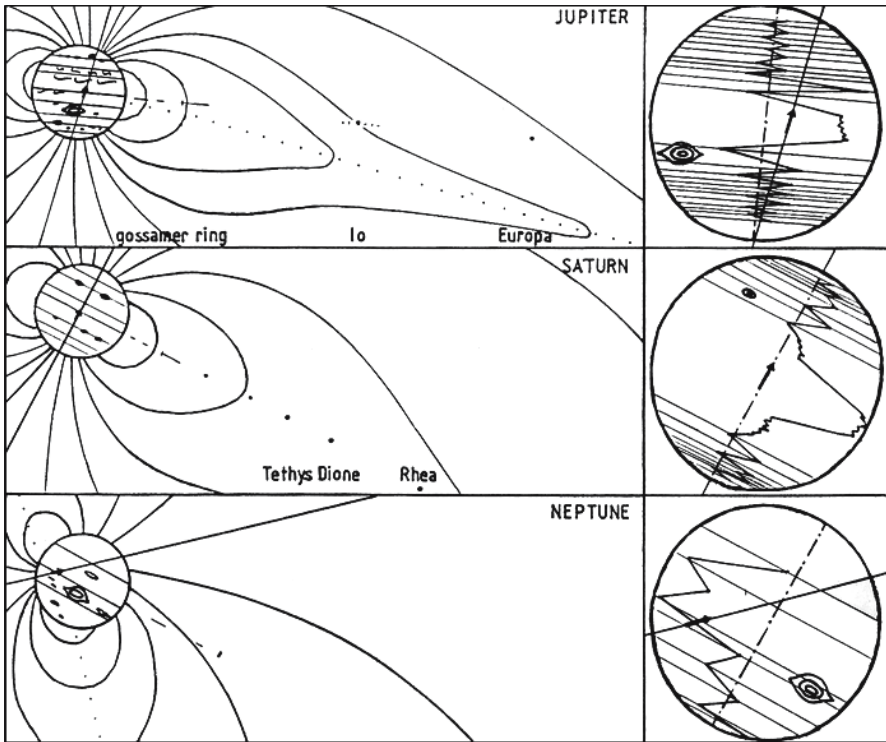 JUPITER
gossamer ring Io Europa
SATURN
Tethys Dione Rhea
NEPTUNE